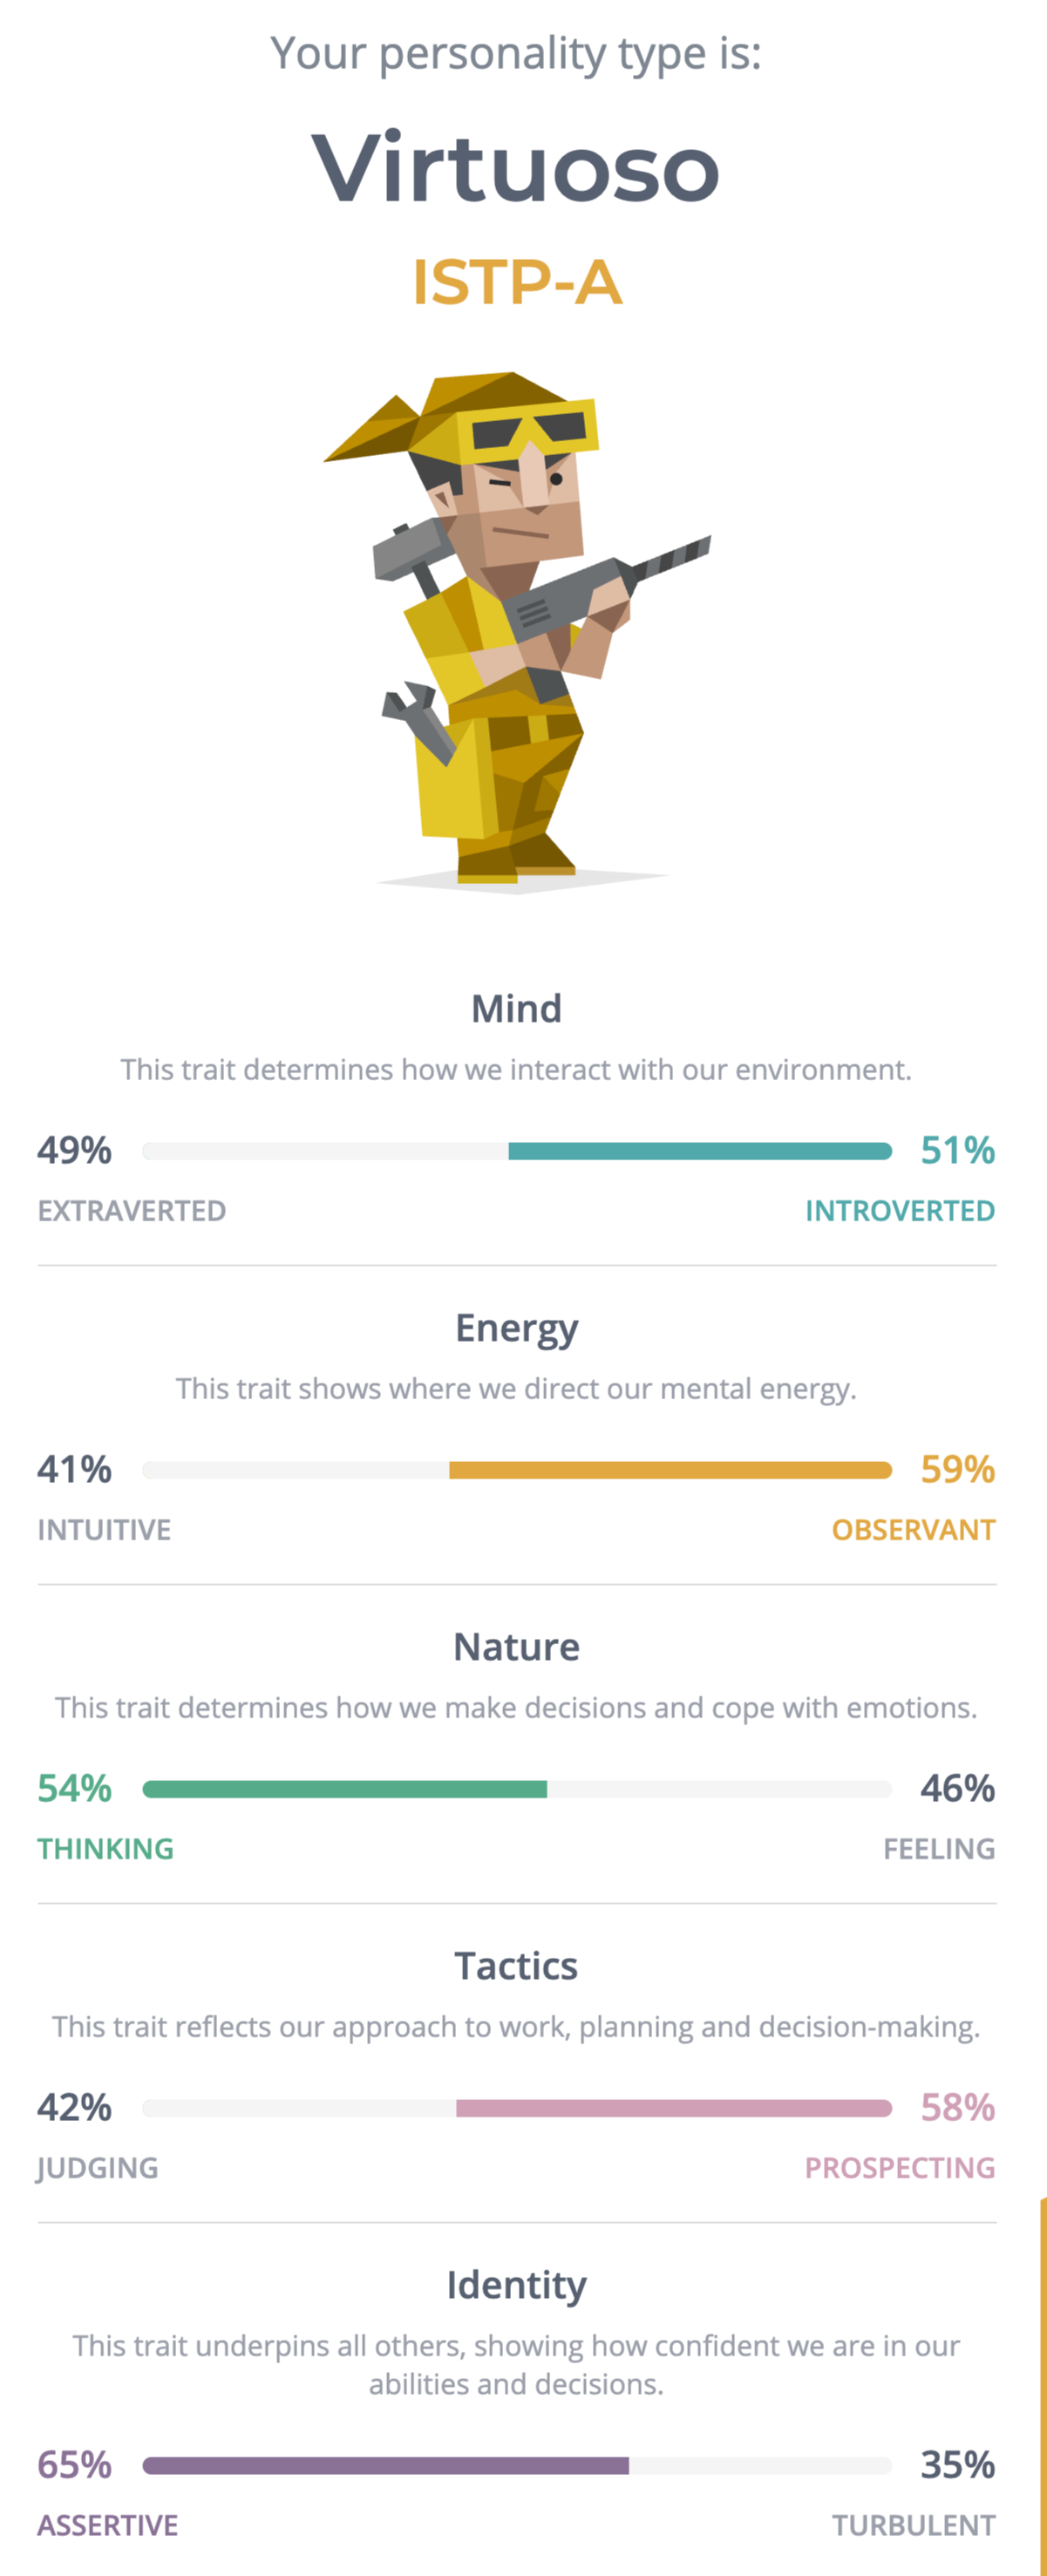 Your personality type is:
Virtuoso
ISTP-A
Mind
This trait determines how we interact with our environment.
49% 51%
EXTRAVERTED INTROVERTED
Energy
This trait shows where we direct our mental energy.
41% 59%
INTUITIVE OBSERVANT
Nature
This trait determines how we make decisions and cope with emotions.
54% 46%
THINKING FEELING
Tactics
This trait reflects our approach to work, planning and decision-making.
42% 58%
JUDGING PROSPECTING
Identity
This trait underpins all others, showing how confident we are in our
abilities and decisions.
65% 35%
ASSERTIVE TURBULENT